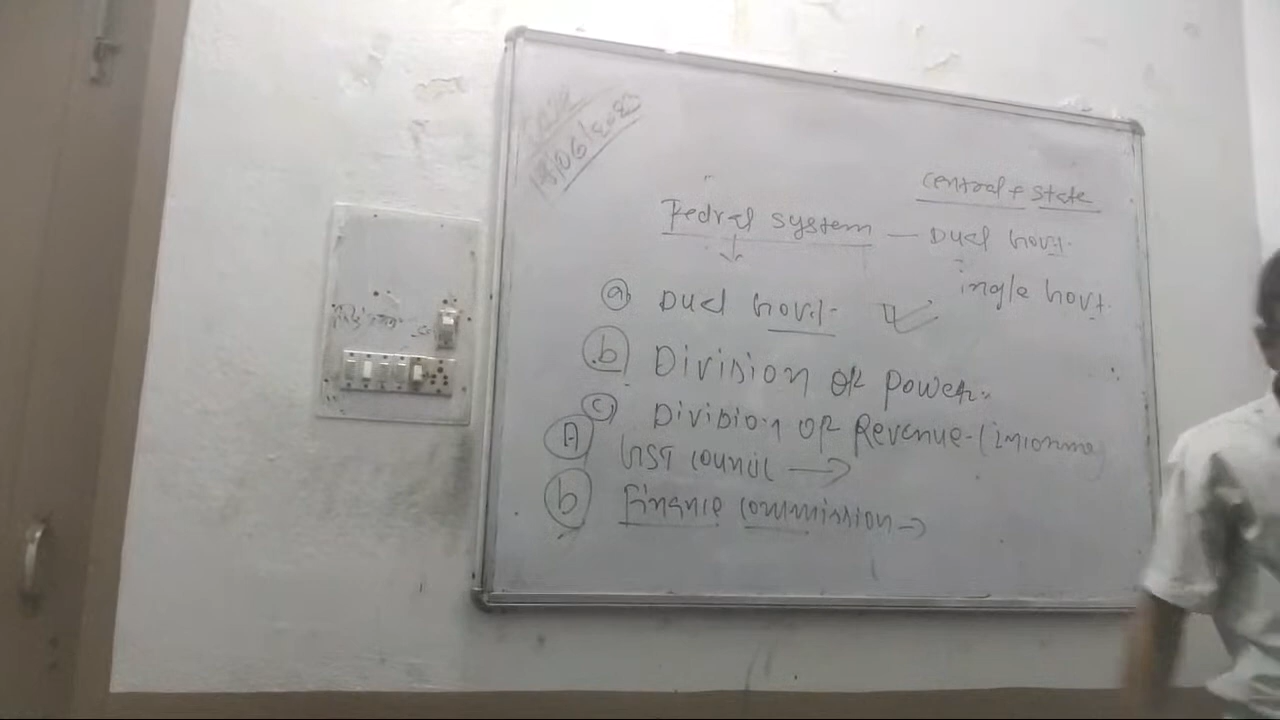 central + state
Fedral system — Dual Govt.
ingle Govt.
(a) Dual Govt.
(b) Division of Power.
(c) Division of Revenue-(
(A) GST council →
(b) Finance commission →